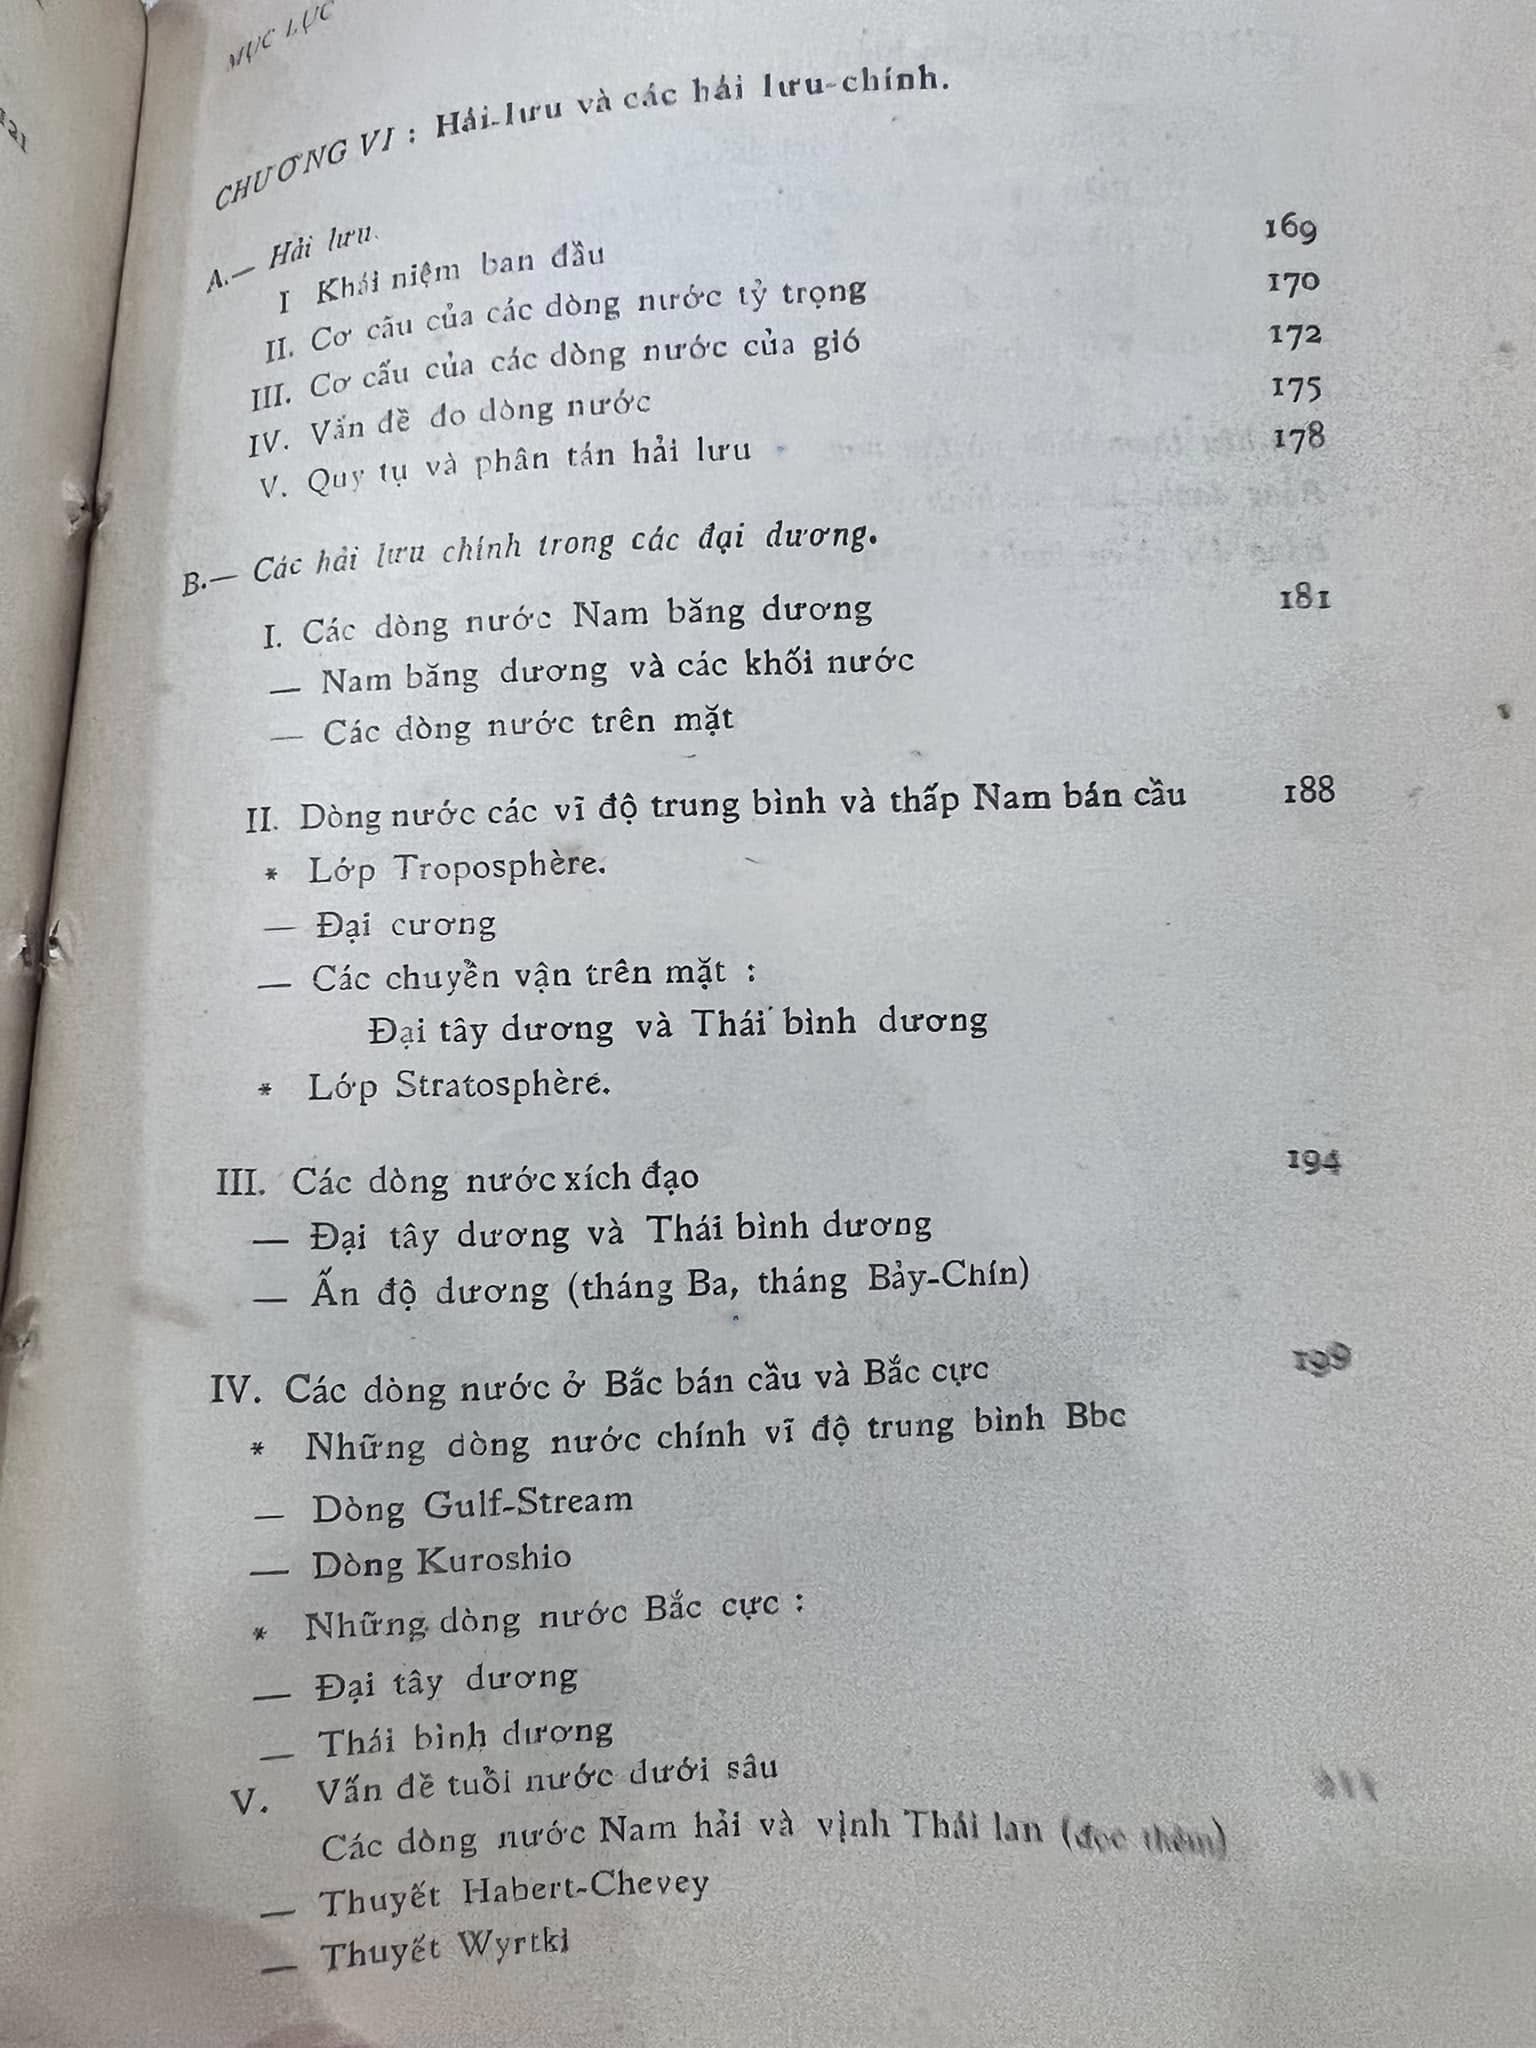 MỤC LỤC
CHƯƠNG VI : Hải-lưu và các hải lưu-chính.
A.— Hải lưu.
I Khái niệm ban đầu 169
II. Cơ cấu của các dòng nước tỷ trọng 170
III. Cơ cấu của các dòng nước của gió 172
IV. Vấn đề đo dòng nước 175
V. Quy tụ và phân tán hải lưu 178
B.— Các hải lưu chính trong các đại dương.
I. Các dòng nước Nam băng dương 181
— Nam băng dương và các khối nước
— Các dòng nước trên mặt
II. Dòng nước các vĩ độ trung bình và thấp Nam bán cầu 188
* Lớp Troposphère.
— Đại cương
— Các chuyển vận trên mặt :
Đại tây dương và Thái bình dương
* Lớp Stratosphère.
III. Các dòng nước xích đạo 194
— Đại tây dương và Thái bình dương
— Ấn độ dương (tháng Ba, tháng Bảy-Chín)
IV. Các dòng nước ở Bắc bán cầu và Bắc cực 199
* Những dòng nước chính vĩ độ trung bình Bbc
— Dòng Gulf-Stream
— Dòng Kuroshio
* Những dòng nước Bắc cực :
— Đại tây dương
— Thái bình dương
V. Vấn đề tuổi nước dưới sâu
Các dòng nước Nam hải và vịnh Thái lan (đọc thêm)
— Thuyết Habert-Chevey
— Thuyết Wyrtki